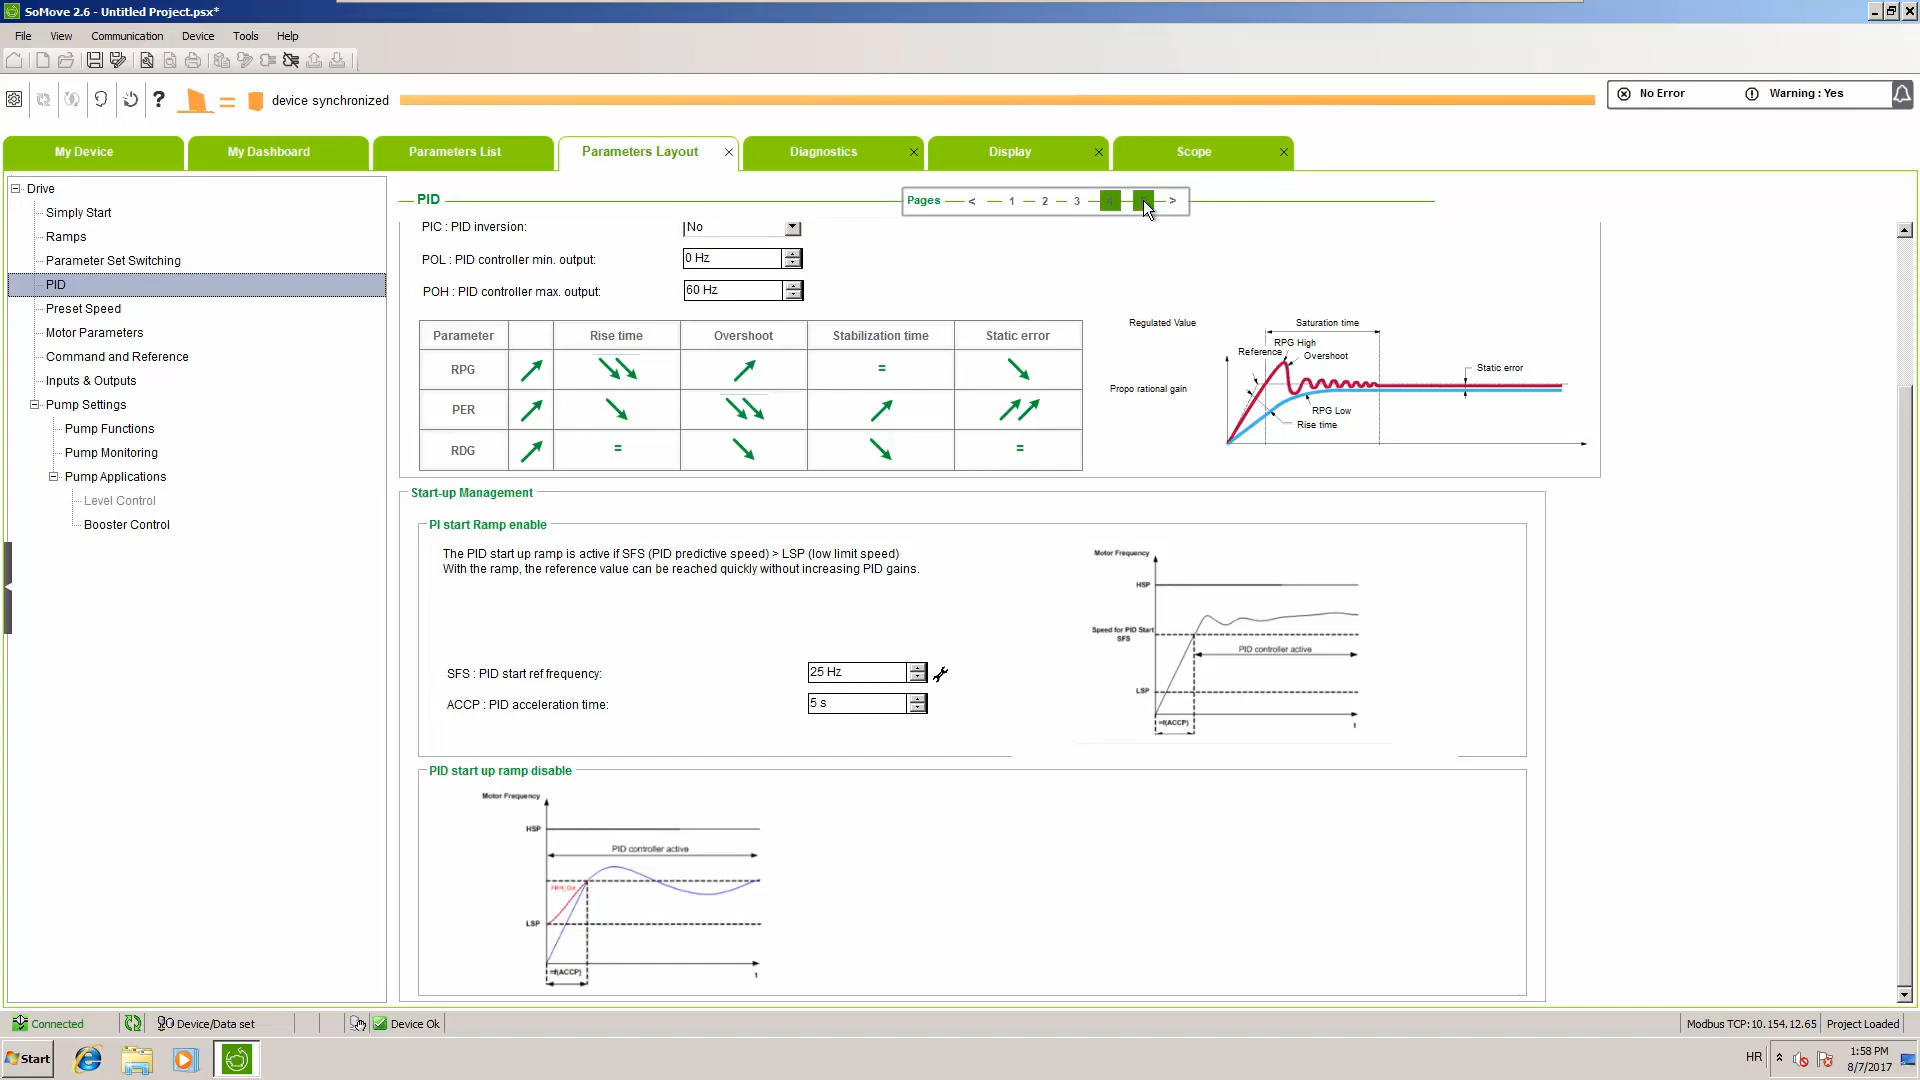 SoMove 2.6 - Untitled Project.psx*
File View Communication Device Tools Help
device synchronized
No Error Warning : Yes
My Device My Dashboard Parameters List Parameters Layout Diagnostics Display Scope
Drive
Simply Start
Ramps
Parameter Set Switching
PID
Preset Speed
Motor Parameters
Command and Reference
Inputs & Outputs
Pump Settings
Pump Functions
Pump Monitoring
Pump Applications
Level Control
Booster Control
PID
Pages < 1 2 3 4 >
PIC : PID inversion: No
POL : PID controller min. output: 0 Hz
POH : PID controller max. output: 60 Hz
Parameter Rise time Overshoot Stabilization time Static error
RPG =
PER
RDG = =
Regulated Value
Saturation time
RPG High
Reference
Overshoot
Static error
Propo rational gain
RPG Low
Rise time
Start-up Management
PI start Ramp enable
The PID start up ramp is active if SFS (PID predictive speed) > LSP (low limit speed)
With the ramp, the reference value can be reached quickly without increasing PID gains.
SFS : PID start ref frequency: 25 Hz
ACCP : PID acceleration time: 5 s
Motor Frequency
HSP
Speed for PID Start
SFS
PID controller active
LSP
=f(ACCP)
t
PID start up ramp disable
Motor Frequency
HSP
PID controller active
LSP
=f(ACCP)
t
Connected Device/Data set Device Ok Modbus TCP:10.154.12.65 Project Loaded
Start HR 1:58 PM
8/7/2017